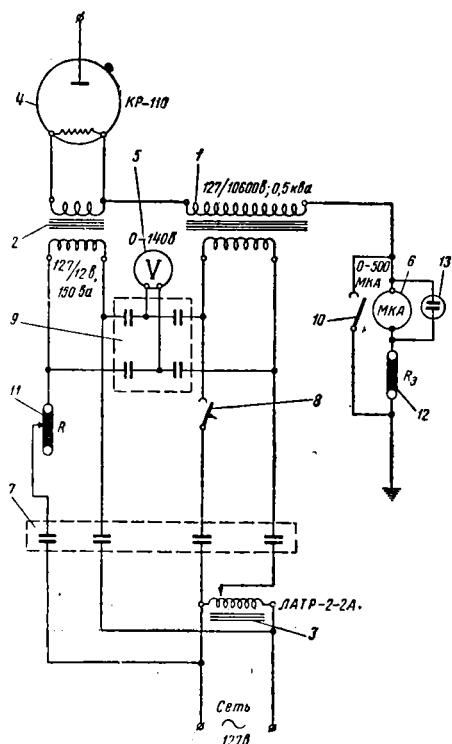 4
КР-110
5
1
127/10600в; 0,5 ква
2
0-140в
V
127/12в,
150 ва
0-500
МКА
6
13
МКА
9
10
11
R
Rз
12
8
7
ЛАТР-2-2А
3
Сеть
~
127в